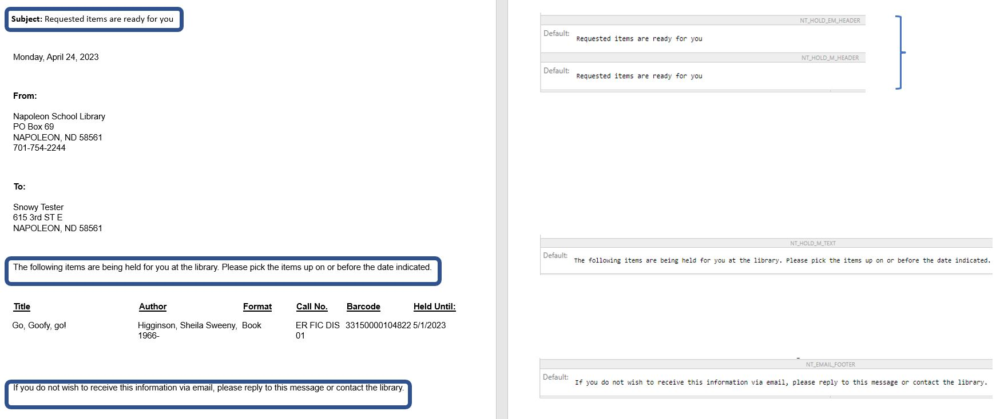 Subject: Requested items are ready for you
Monday, April 24, 2023
From:
Napoleon School Library
PO Box 69
NAPOLEON, ND 58561
701-754-2244
To:
Snowy Tester
615 3rd ST E
NAPOLEON, ND 58561
The following items are being held for you at the library. Please pick the items up on or before the date indicated.
Title Author Format Call No. Barcode Held Until:
Go, Goofy, go! Higginson, Sheila Sweeny, Book ER FIC DIS 33150000104822 5/1/2023
1966- 01
If you do not wish to receive this information via email, please reply to this message or contact the library.
NT_HOLD_EM_HEADER
Default:
Requested items are ready for you
NT_HOLD_M_HEADER
Default:
Requested items are ready for you
NT_HOLD_M_TEXT
Default:
The following items are being held for you at the library. Please pick the items up on or before the date indicated.
NT_EMAIL_FOOTER
Default:
If you do not wish to receive this information via email, please reply to this message or contact the library.